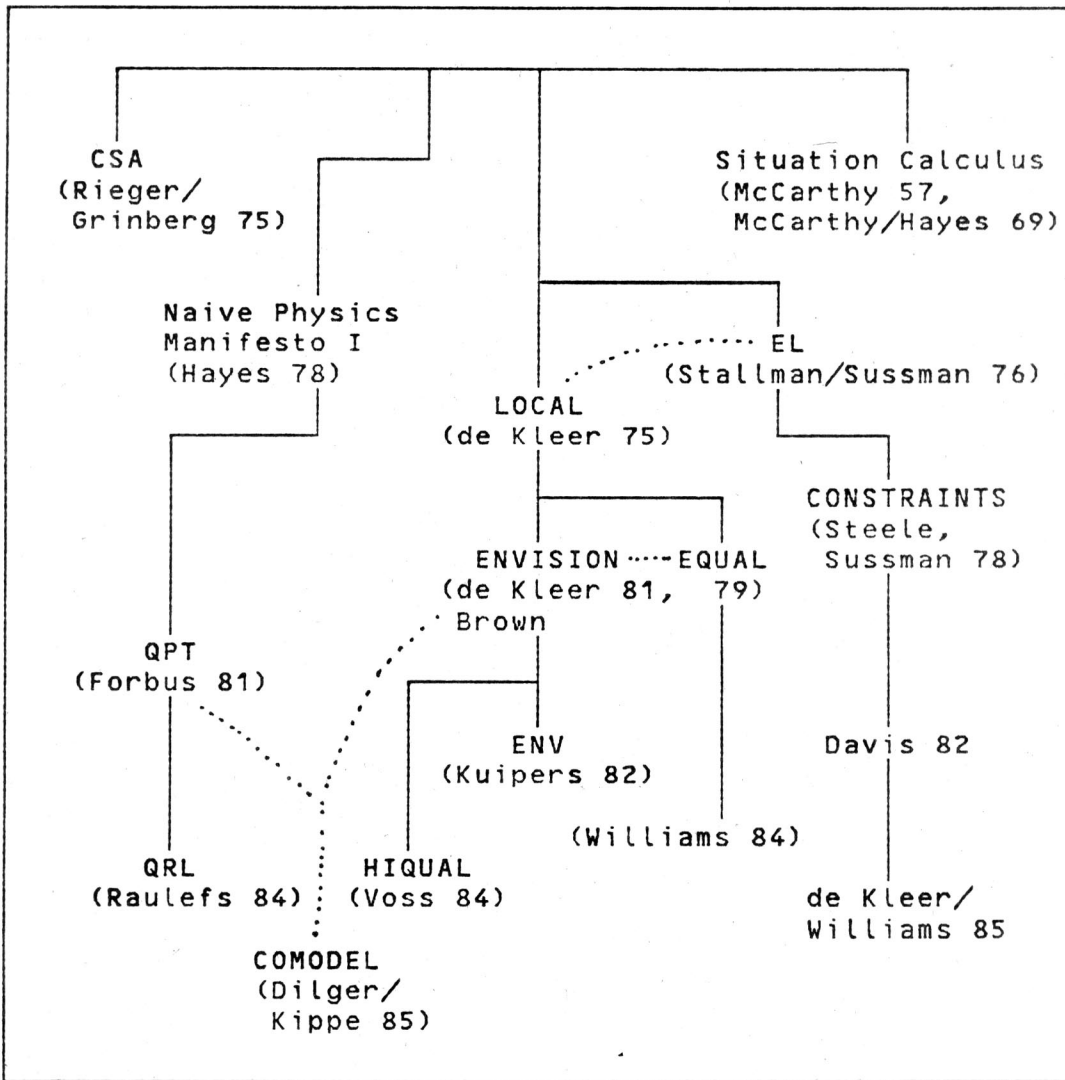 CSA
(Rieger/
Grinberg 75)
Situation Calculus
(McCarthy 57,
McCarthy/Hayes 69)
Naive Physics
Manifesto I
(Hayes 78)
EL
(Stallman/Sussman 76)
LOCAL
(de Kleer 75)
CONSTRAINTS
(Steele,
Sussman 78)
ENVISION EQUAL
(de Kleer 81, 79)
Brown
QPT
(Forbus 81)
ENV
(Kuipers 82)
Davis 82
(Williams 84)
QRL
(Raulefs 84)
HIQUAL
(Voss 84)
de Kleer/
Williams 85
COMODEL
(Dilger/
Kippe 85)